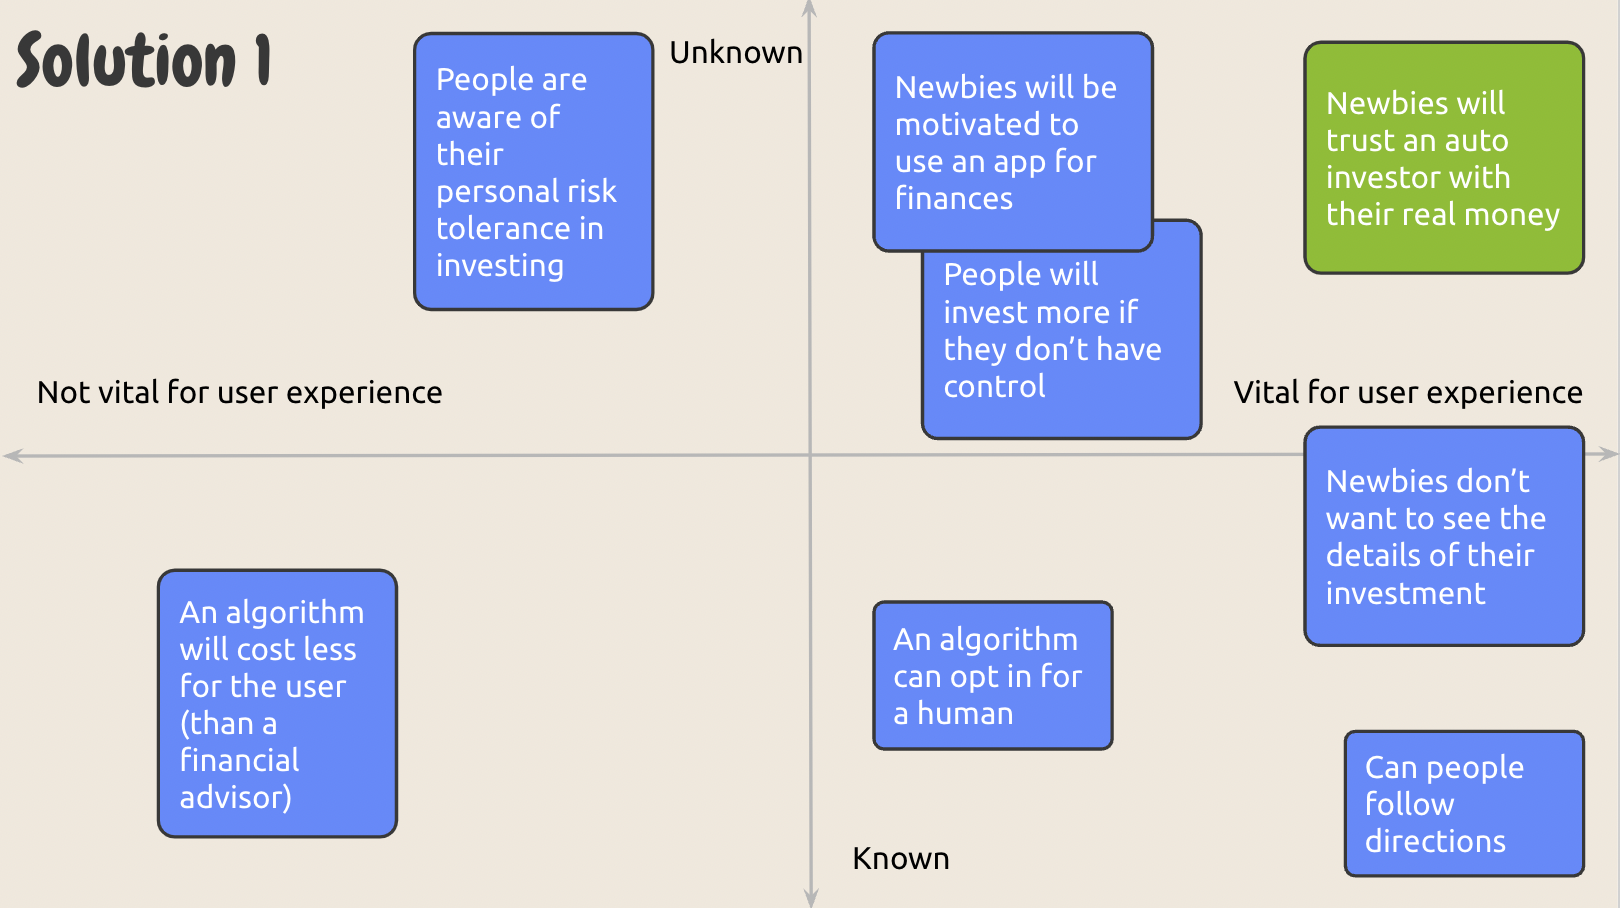 Solution 1
People are
aware of
their
personal risk
tolerance in
investing
Unknown
Newbies will be
motivated to
use an app for
finances
People will
invest more if
they don’t have
control
Newbies will
trust an auto
investor with
their real money
Not vital for user experience
Vital for user experience
Newbies don’t
want to see the
details of their
investment
An algorithm
will cost less
for the user
(than a
financial
advisor)
An algorithm
can opt in for
a human
Can people
follow
directions
Known